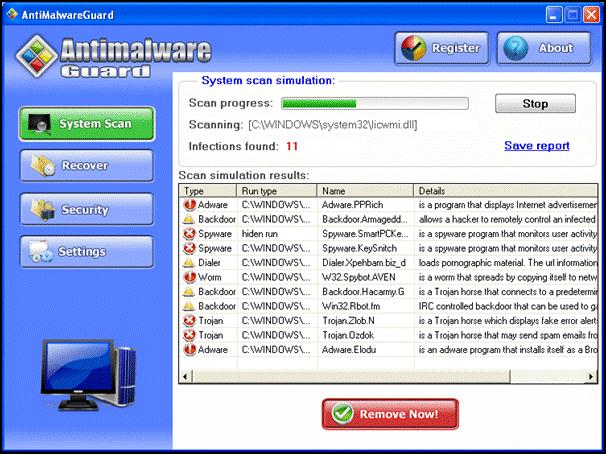 AntiMalwareGuard
Antimalware Guard
Register
About
System Scan
Recover
Security
Settings
System scan simulation:
Scan progress:
Stop
Scanning: [C:\WINDOWS\system32\licwmi.dll]
Infections found: 11
Save report
Scan simulation results:
Type Run type Name Details
Adware C:\WINDOWS\... Adware.PPRich is a program that displays Internet advertisemen
Backdoor C:\WINDOWS\... Backdoor.Armagedd... allows a hacker to remotely control an infected
Spyware hiden run Spyware.SmartPCKe... is a spyware program that monitors user activity
Spyware C:\WINDOWS\... Spyware.KeySnitch is a spyware program that monitors user activity
Dialer C:\WINDOWS\... Dialer.Xpehbam.biz_d loads pornographic material. The url information
Worm C:\WINDOWS\... W32.Spybot.AVEN is a worm that spreads by copying itself to netw
Backdoor C:\WINDOWS\... Backdoor.Hacarmy.G is a Trojan horse that connects to a predetermin
Backdoor C:\WINDOWS\... Win32.Rbot.fm IRC controlled backdoor that can be used to ga
Trojan C:\WINDOWS\... Trojan.Zlob.N is a Trojan horse which displays fake error alerts
Trojan C:\WINDOWS\... Trojan.Ozdok is a Trojan horse that may send spam emails fro
Adware C:\WINDOWS\... Adware.Elodu is an adware program that installs itself as a Bro
Remove Now!